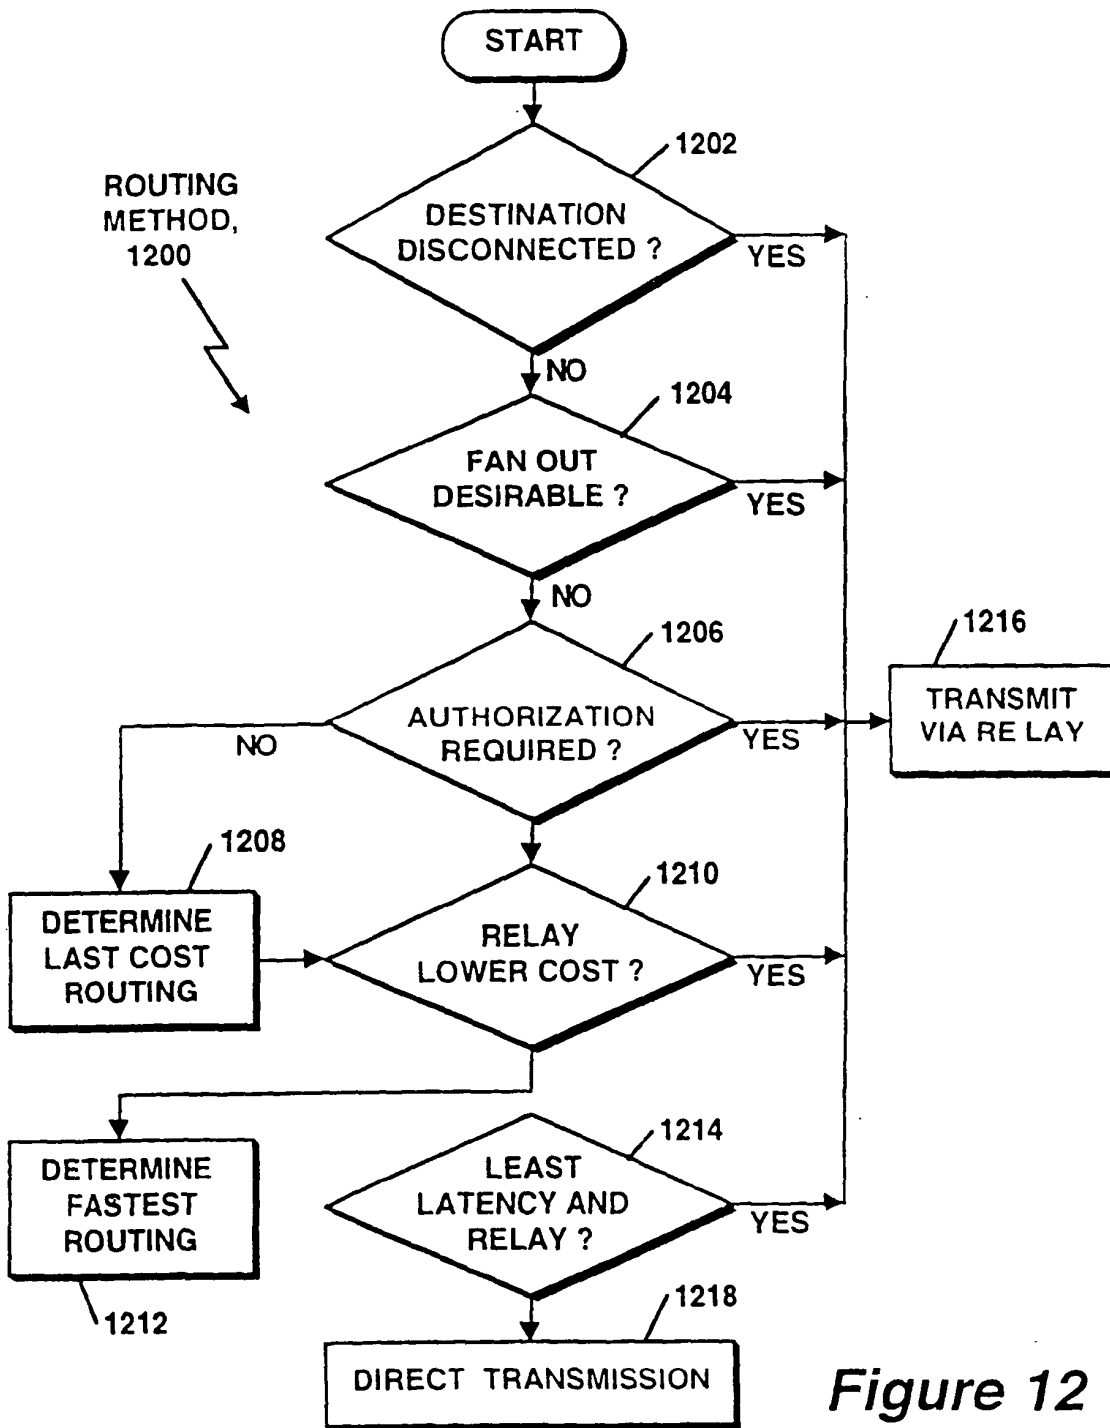 START
1202
ROUTING
METHOD,
1200
DESTINATION
DISCONNECTED ?
YES
NO
1204
FAN OUT
DESIRABLE ?
YES
NO
1206
AUTHORIZATION
REQUIRED ?
NO
YES
1216
TRANSMIT
VIA RELAY
1208
DETERMINE
LAST COST
ROUTING
1210
RELAY
LOWER COST ?
YES
DETERMINE
FASTEST
ROUTING
1212
1214
LEAST
LATENCY AND
RELAY ?
YES
1218
DIRECT TRANSMISSION
Figure 12